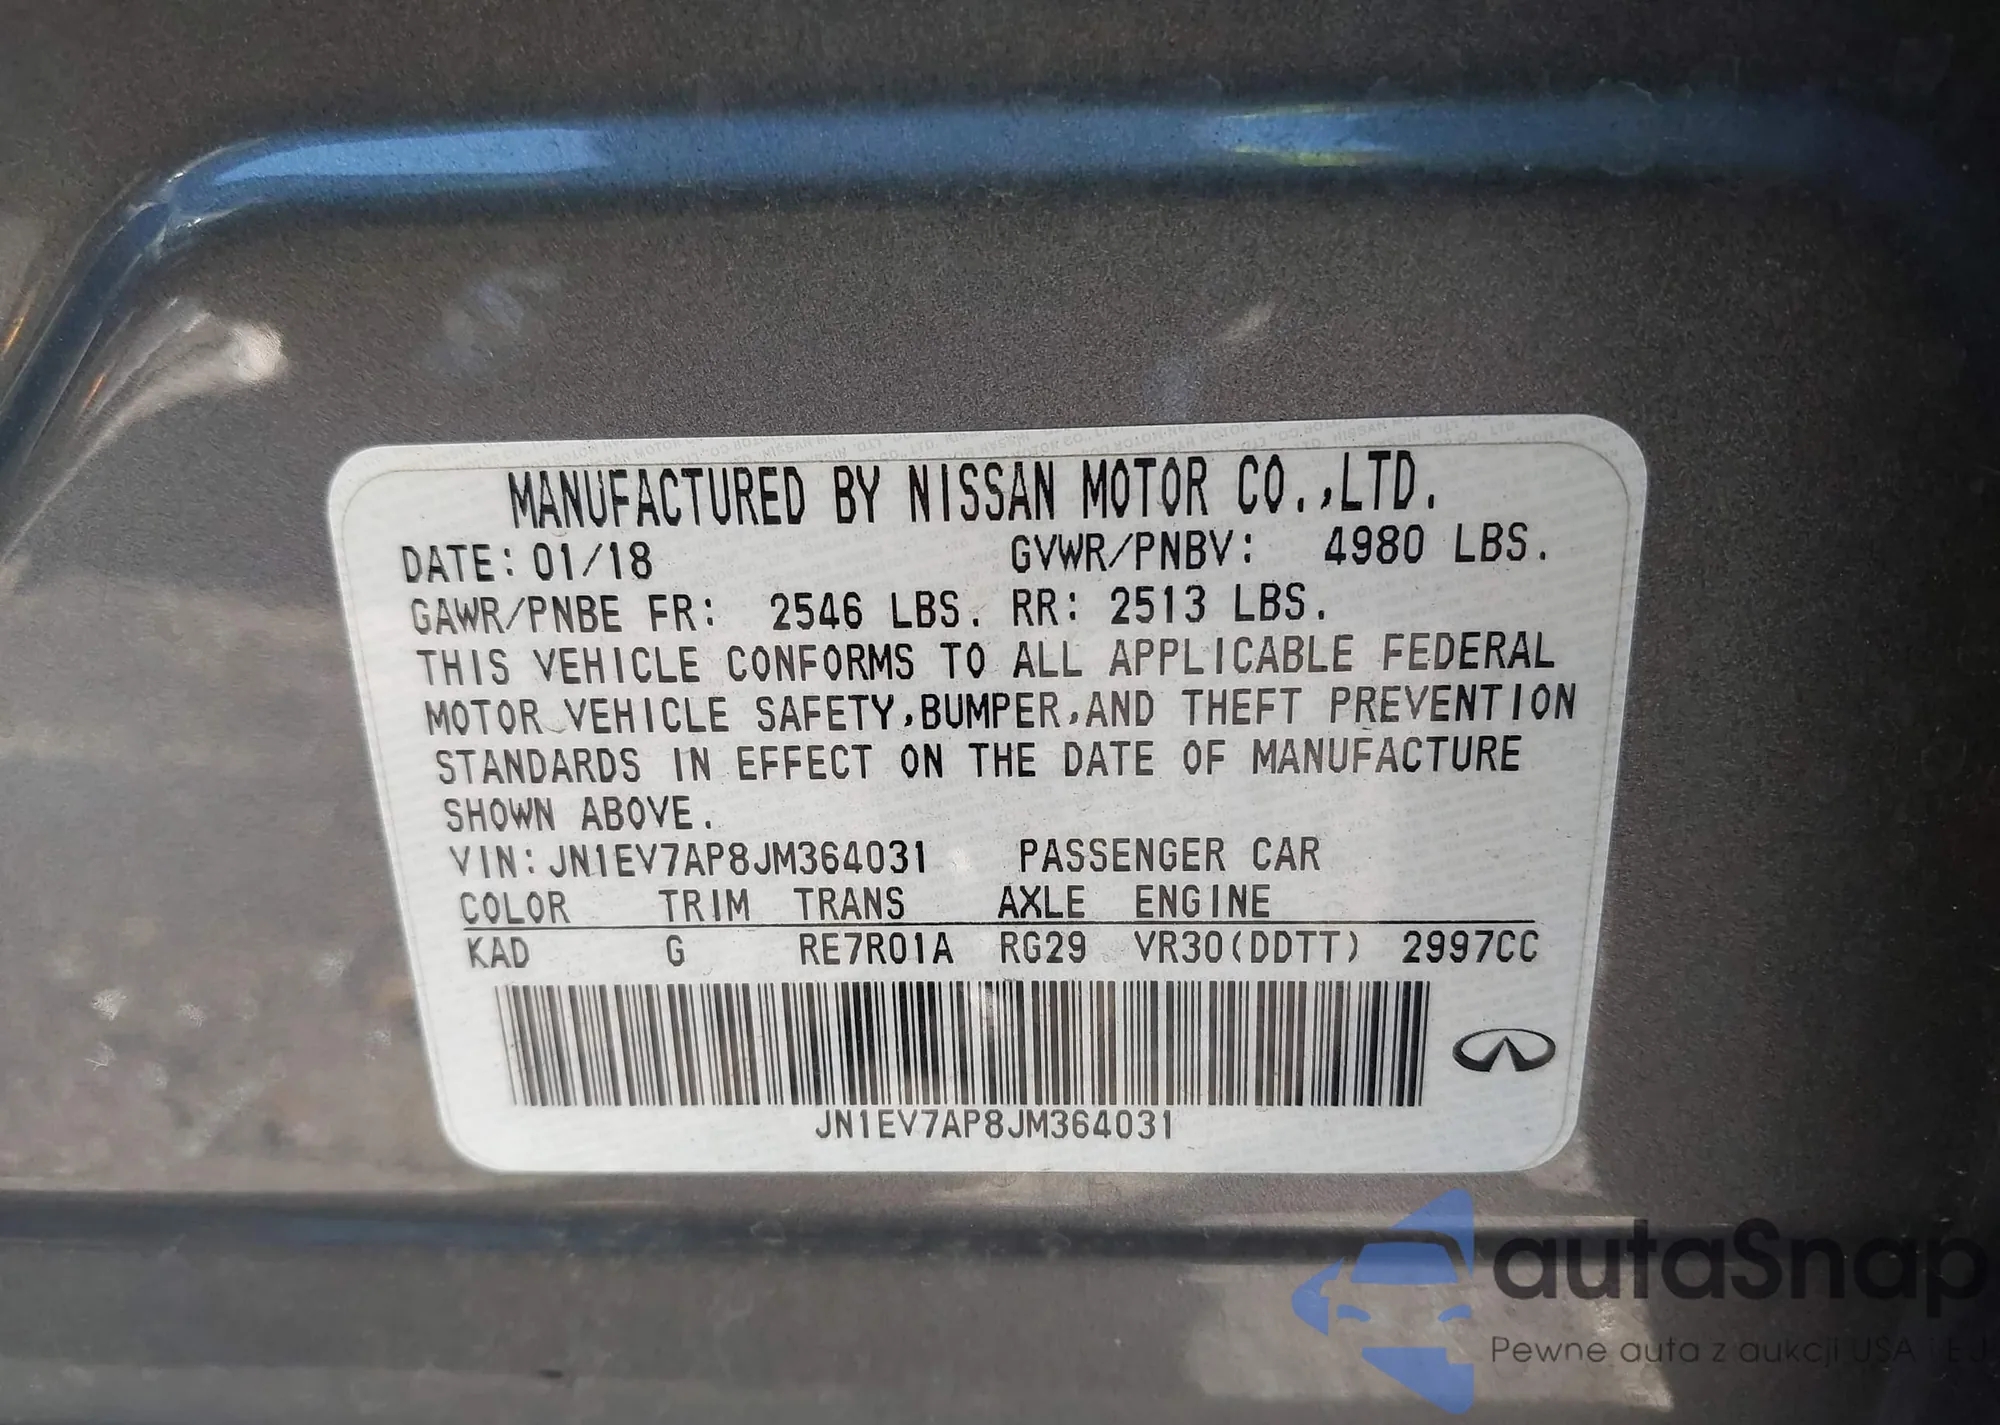 MANUFACTURED BY NISSAN MOTOR CO.,LTD.
DATE: 01/18 GVWR/PNBV: 4980 LBS.
GAWR/PNBE FR: 2546 LBS. RR: 2513 LBS.
THIS VEHICLE CONFORMS TO ALL APPLICABLE FEDERAL
MOTOR VEHICLE SAFETY,BUMPER,AND THEFT PREVENTION
STANDARDS IN EFFECT ON THE DATE OF MANUFACTURE
SHOWN ABOVE.
VIN: JN1EV7AP8JM364031 PASSENGER CAR
COLOR TRIM TRANS AXLE ENGINE
KAD G RE7R01A RG29 VR30(DDTT) 2997CC
JN1EV7AP8JM364031
autaSnap
Pewne auta z aukcji USA i EJ